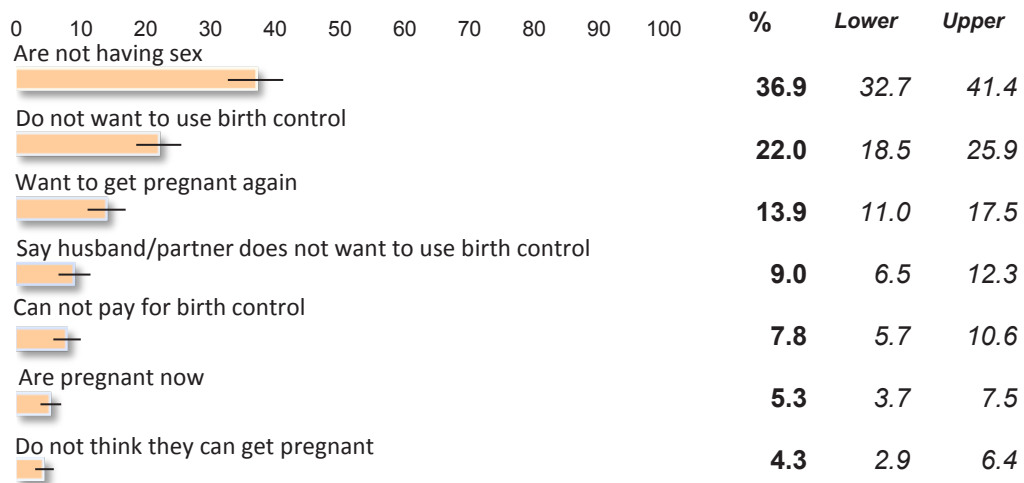 0 10 20 30 40 50 60 70 80 90 100 % Lower Upper
Are not having sex
36.9 32.7 41.4
Do not want to use birth control
22.0 18.5 25.9
Want to get pregnant again
13.9 11.0 17.5
Say husband/partner does not want to use birth control
9.0 6.5 12.3
Can not pay for birth control
7.8 5.7 10.6
Are pregnant now
5.3 3.7 7.5
Do not think they can get pregnant
4.3 2.9 6.4